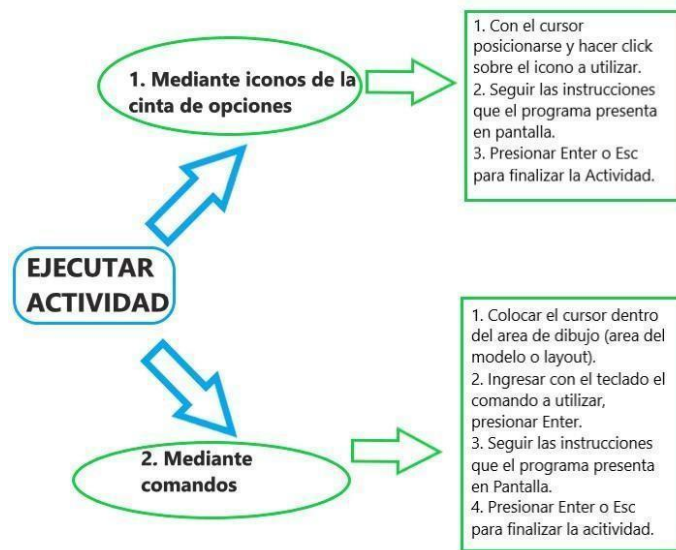 1. Mediante iconos de la
cinta de opciones
1. Con el cursor
posicionarse y hacer click
sobre el icono a utilizar.
2. Seguir las instrucciones
que el programa presenta
en pantalla.
3. Presionar Enter o Esc
para finalizar la Actividad.
EJECUTAR
ACTIVIDAD
2. Mediante
comandos
1. Colocar el cursor dentro
del area de dibujo (area del
modelo o layout).
2. Ingresar con el teclado el
comando a utilizar,
presionar Enter.
3. Seguir las instrucciones
que el programa presenta
en Pantalla.
4. Presionar Enter o Esc
para finalizar la acitividad.